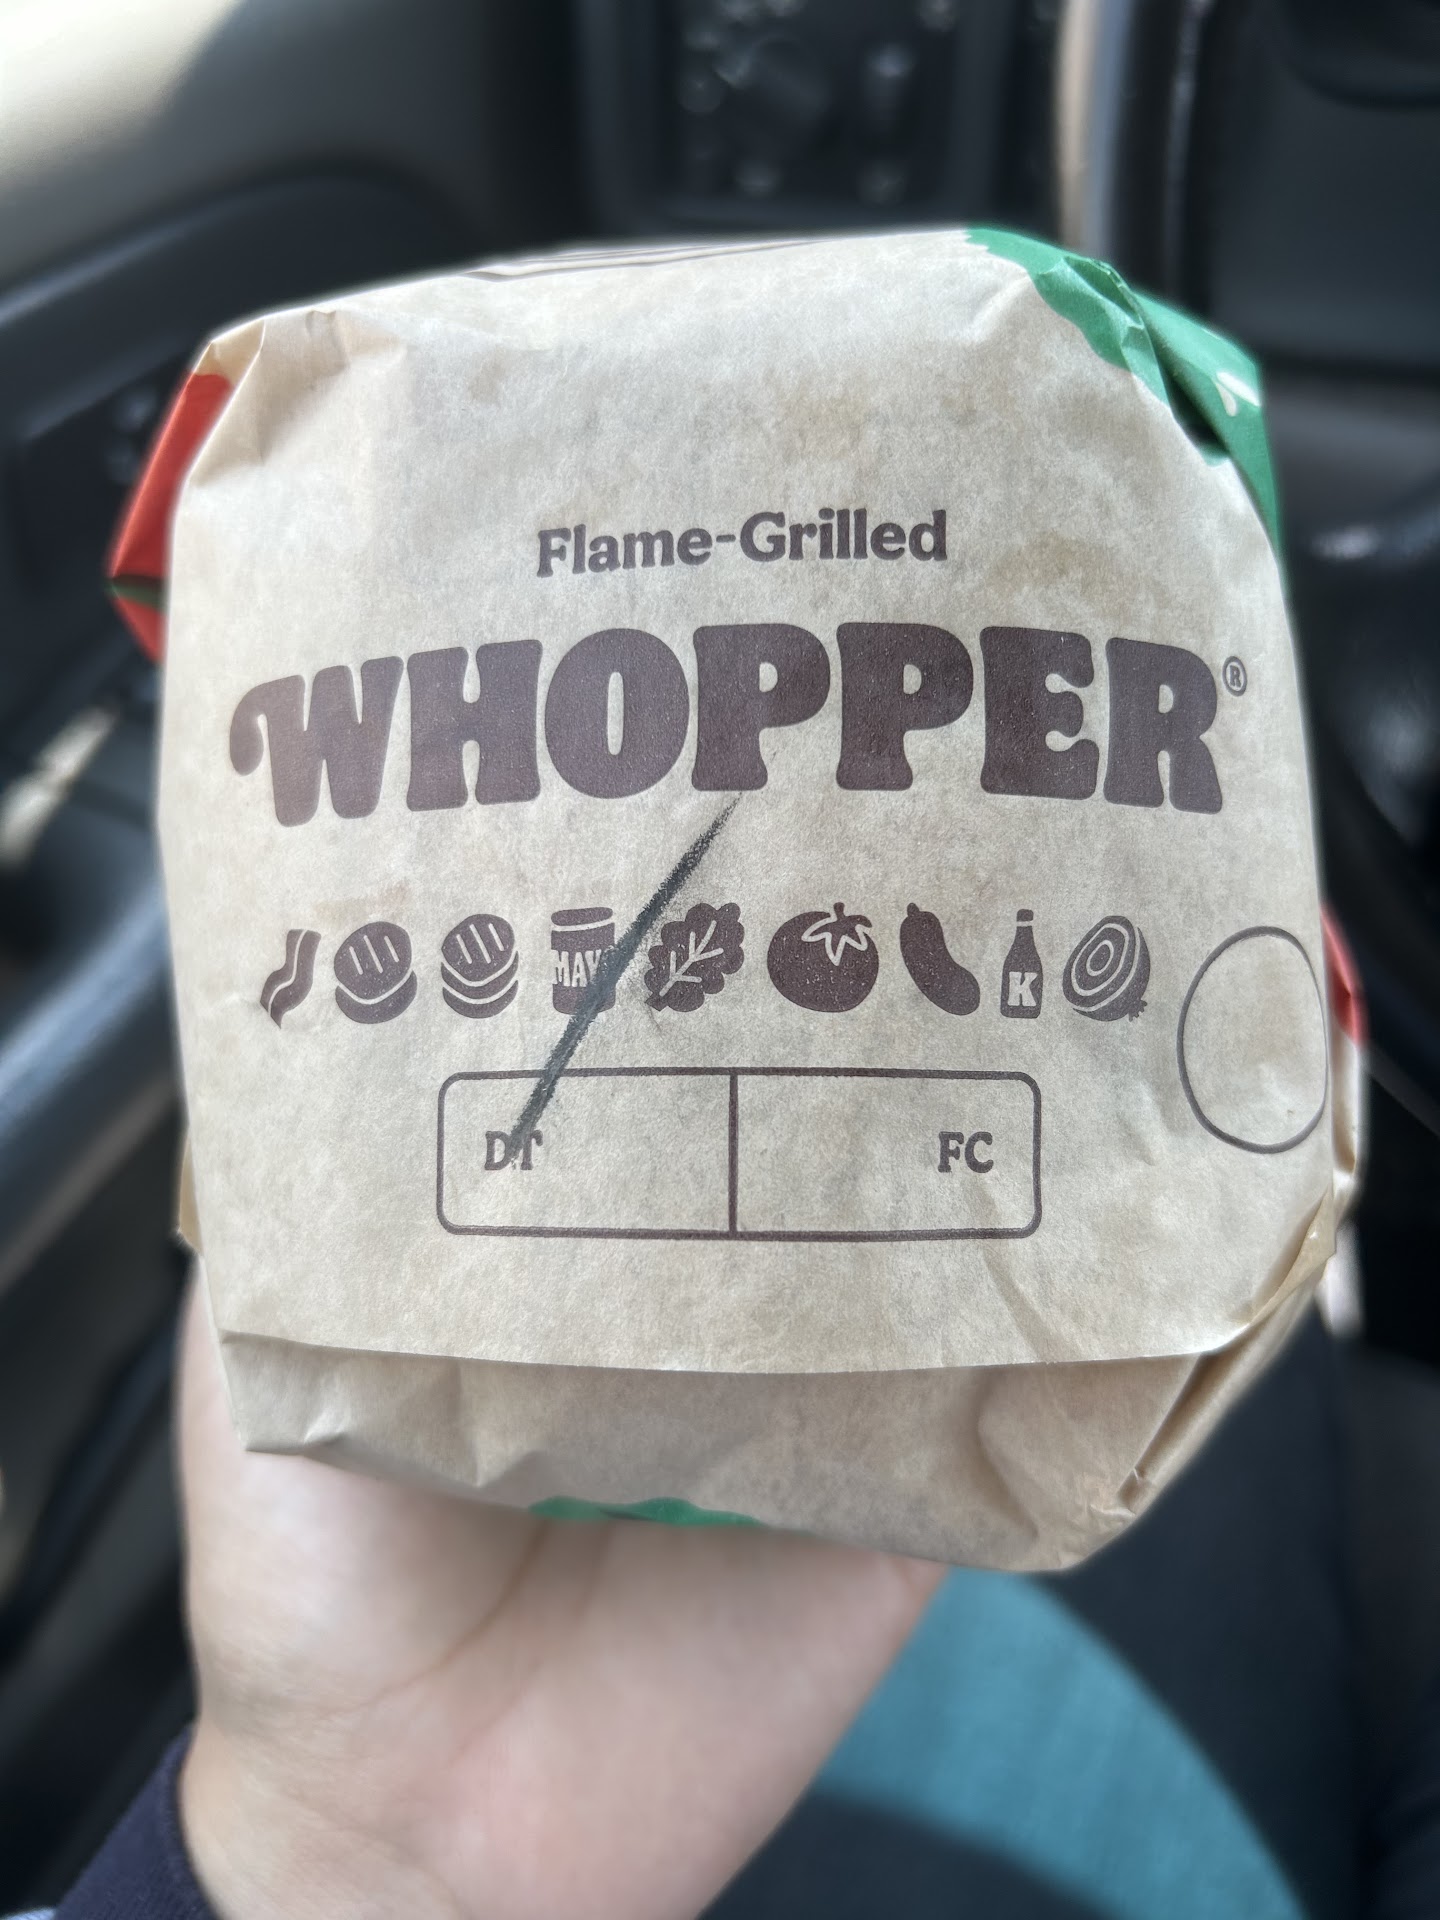 Flame-Grilled
WHOPPER®
MAYO
K
DT FC